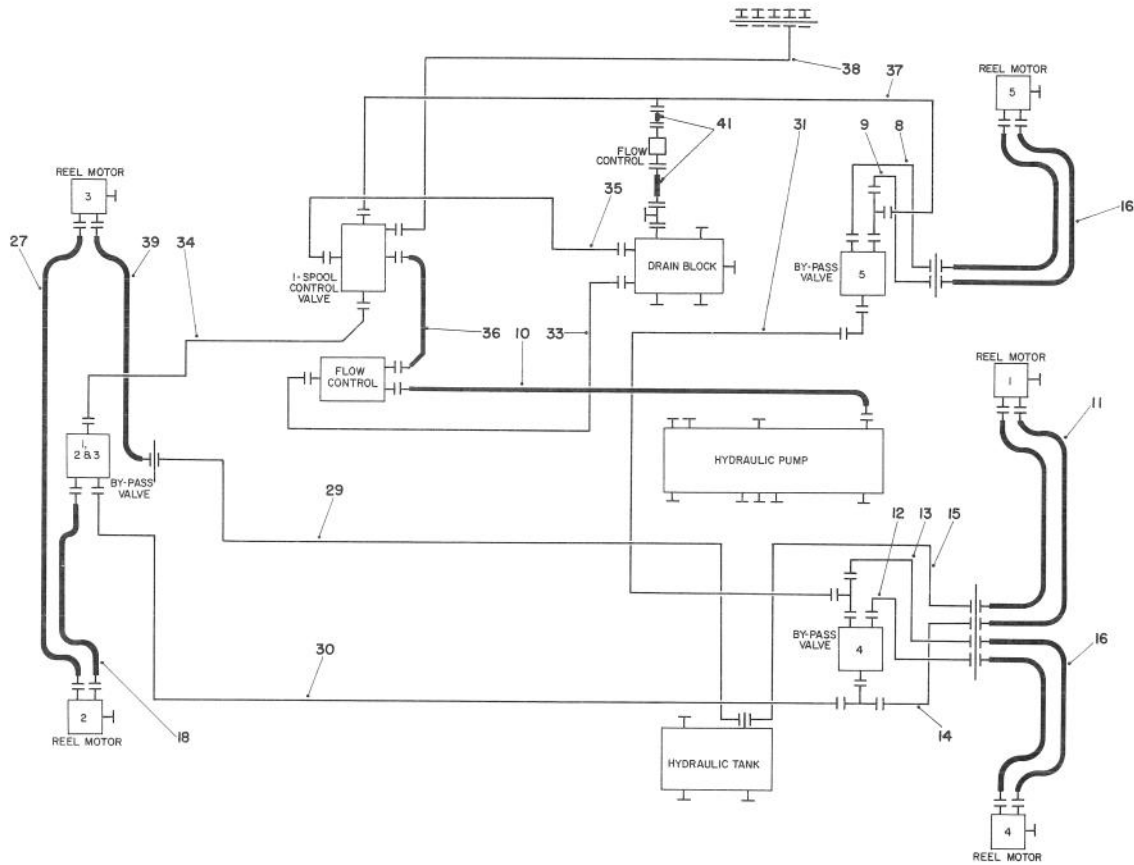 38
37
REEL MOTOR
5
41
31
9
8
FLOW
CONTROL
REEL MOTOR
3
35
16
27
39
34
1-SPOOL
CONTROL
VALVE
DRAIN BLOCK
BY-PASS
VALVE
5
36
10
33
FLOW
CONTROL
REEL MOTOR
1
11
1,
2 & 3
BY-PASS
VALVE
HYDRAULIC PUMP
29
12
13
15
BY-PASS
VALVE
4
30
16
2
REEL MOTOR
18
14
HYDRAULIC TANK
4
REEL MOTOR